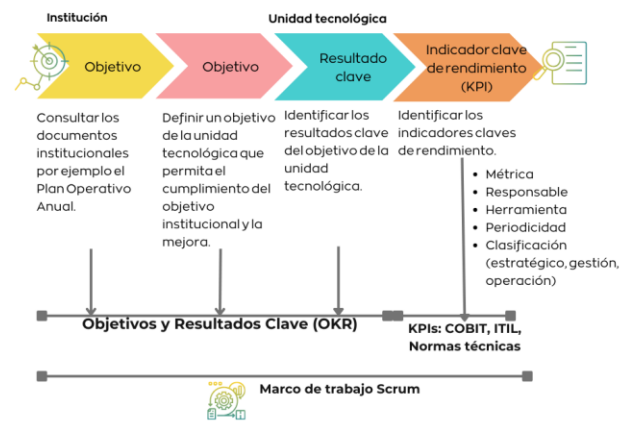 Institución
Unidad tecnológica
Objetivo
Objetivo
Resultado
clave
Indicador clave
de rendimiento
(KPI)
Consultar los
documentos
institucionales
por ejemplo el
Plan Operativo
Anual.
Definir un objetivo
de la unidad
tecnológica que
permita el
cumplimiento del
objetivo
institucional y la
mejora.
Identificar los
resultados clave
del objetivo de la
unidad
tecnológica.
Identificar los
indicadores claves
de rendimiento.
• Métrica
• Responsable
• Herramienta
• Periodicidad
• Clasificación
(estratégico, gestión,
operación)
Objetivos y Resultados Clave (OKR)
KPIs: COBIT, ITIL,
Normas técnicas
Marco de trabajo Scrum